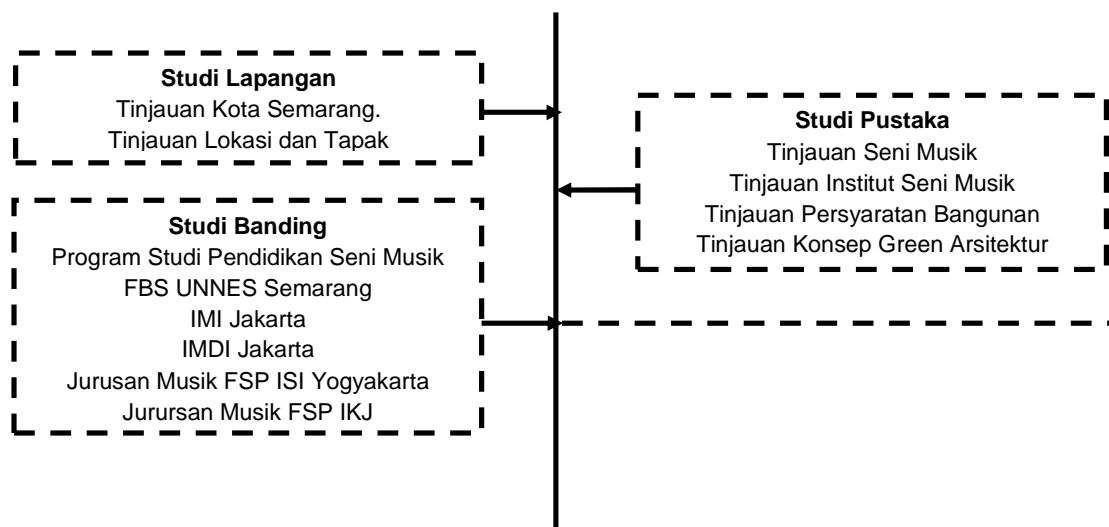 Studi Lapangan
Tinjauan Kota Semarang.
Tinjauan Lokasi dan Tapak
Studi Pustaka
Tinjauan Seni Musik
Tinjauan Institut Seni Musik
Tinjauan Persyaratan Bangunan
Tinjauan Konsep Green Arsitektur
Studi Banding
Program Studi Pendidikan Seni Musik
FBS UNNES Semarang
IMI Jakarta
IMDI Jakarta
Jurusan Musik FSP ISI Yogyakarta
Jurursan Musik FSP IKJ